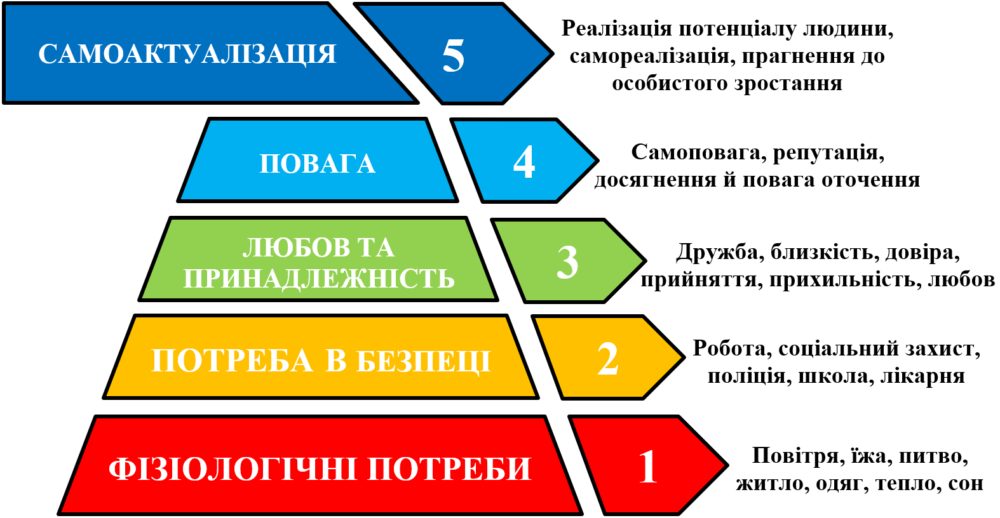 САМОАКТУАЛІЗАЦІЯ
5
Реалізація потенціалу людини,
самореалізація, прагнення до
особистого зростання
ПОВАГА
4
Самоповага, репутація,
досягнення й повага оточення
ЛЮБОВ ТА
ПРИНАДЛЕЖНІСТЬ
3
Дружба, близкість, довіра,
прийняття, прихильність, любов
ПОТРЕБА В БЕЗПЕЦІ
2
Робота, соціальний захист,
поліція, школа, лікарня
ФІЗІОЛОГІЧНІ ПОТРЕБИ
1
Повітря, їжа, питво,
житло, одяг, тепло, сон